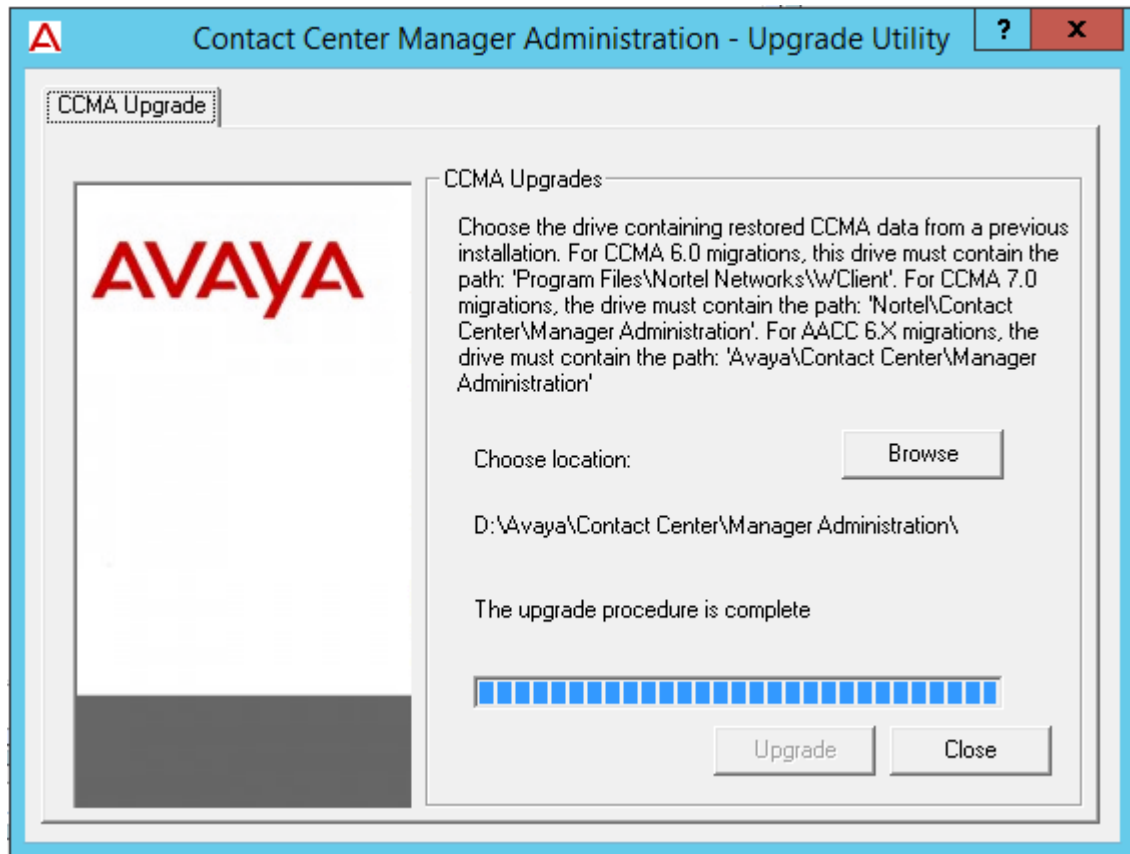 Contact Center Manager Administration - Upgrade Utility
?
x
CCMA Upgrade
AVAYA
CCMA Upgrades
Choose the drive containing restored CCMA data from a previous
installation. For CCMA 6.0 migrations, this drive must contain the
path: 'Program Files\Nortel Networks\WClient'. For CCMA 7.0
migrations, the drive must contain the path: 'Nortel\Contact
Center\Manager Administration'. For AACC 6.X migrations, the
drive must contain the path: 'Avaya\Contact Center\Manager
Administration'
Choose location:
Browse
D:\Avaya\Contact Center\Manager Administration\
The upgrade procedure is complete
Upgrade
Close